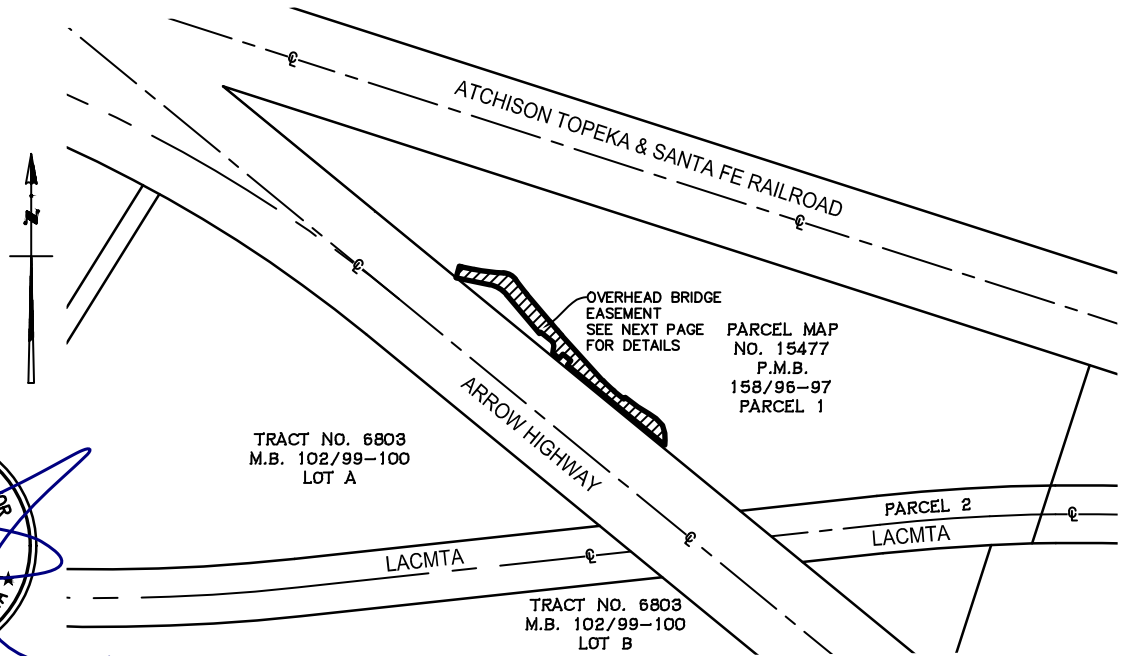 ATCHISON TOPEKA & SANTA FE RAILROAD
OVERHEAD BRIDGE
EASEMENT
SEE NEXT PAGE
FOR DETAILS
PARCEL MAP
NO. 15477
P.M.B.
158/96-97
PARCEL 1
ARROW HIGHWAY
TRACT NO. 6803
M.B. 102/99-100
LOT A
PARCEL 2
LACMTA
LACMTA
TRACT NO. 6803
M.B. 102/99-100
LOT B
N